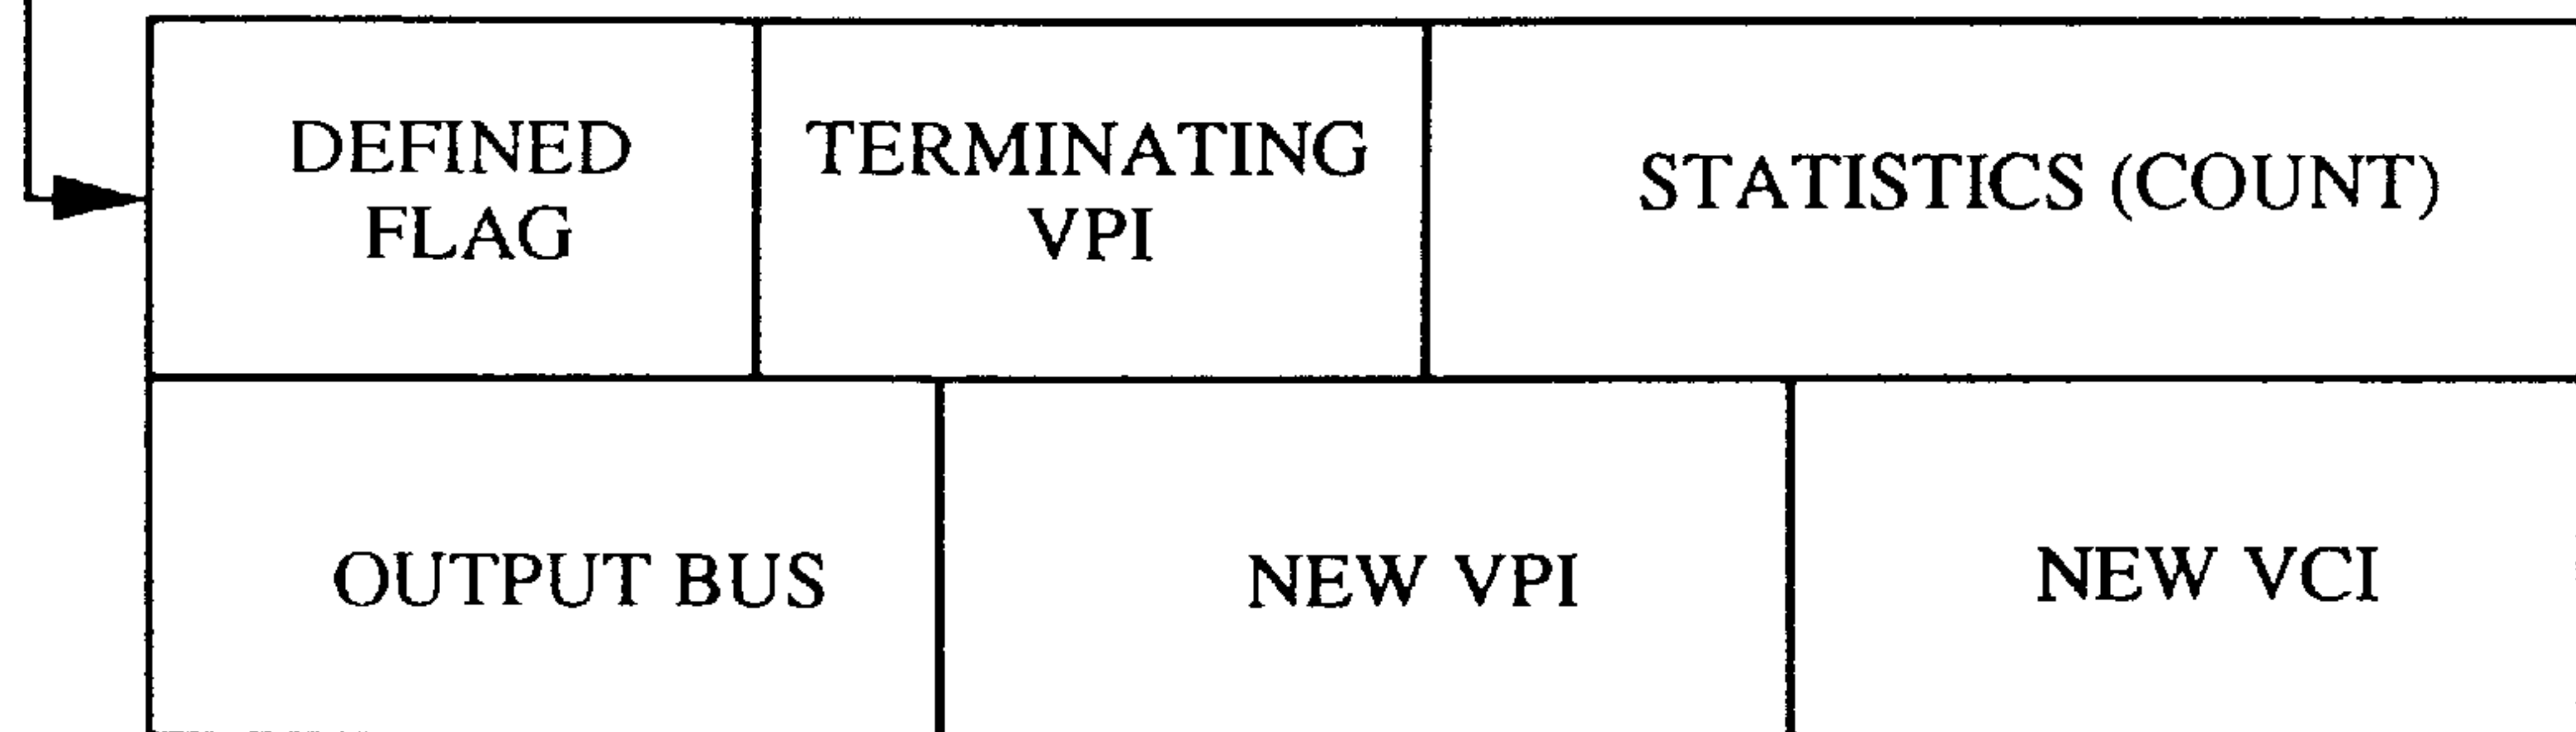 DEFINED
FLAG
TERMINATING
VPI
STATISTICS (COUNT)
OUTPUT BUS
NEW VPI
NEW VCI